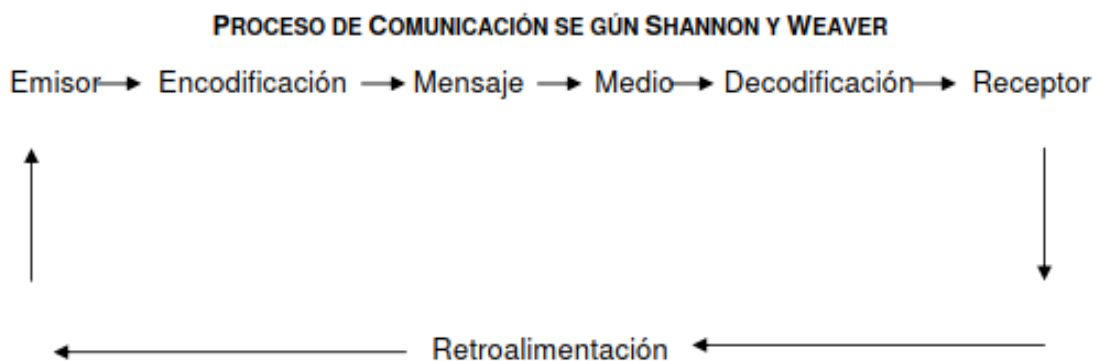 PROCESO DE COMUNICACIÓN SE GÚN SHANNON Y WEAVER
Emisor Encodificación Mensaje Medio Decodificación Receptor
Retroalimentación